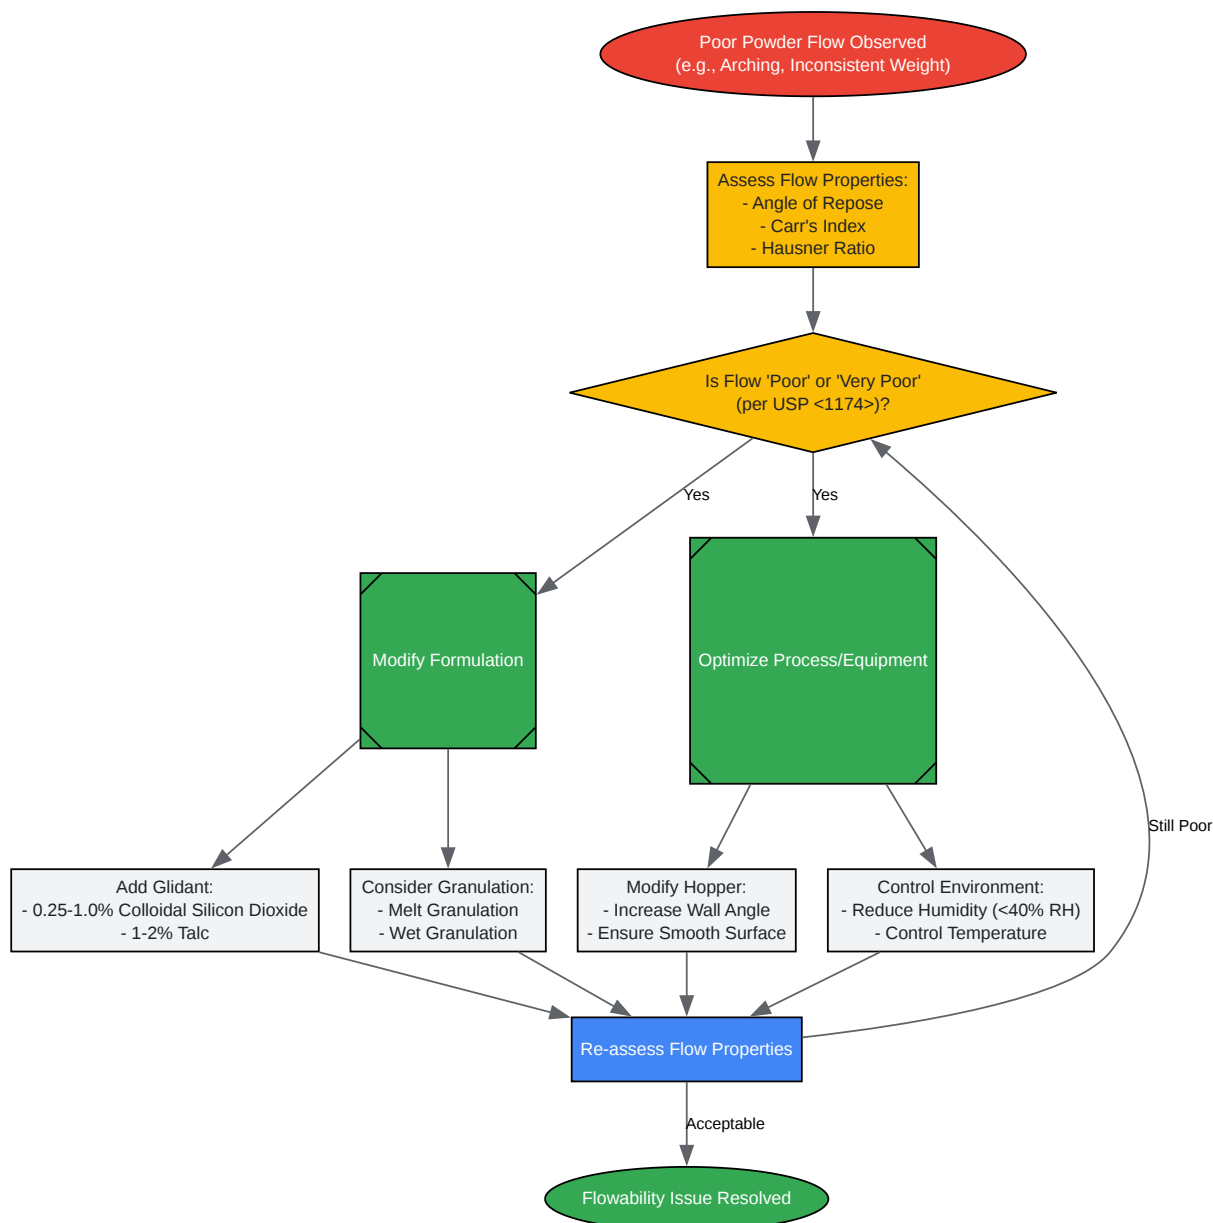 Poor Powder Flow Observed
(e.g., Arching, Inconsistent Weight)
Assess Flow Properties:
- Angle of Repose
- Carr's Index
- Hausner Ratio
Is Flow 'Poor' or 'Very Poor'
(per USP <1174>)?
Yes
Yes
Modify Formulation
Optimize Process/Equipment
Still Poor
Add Glidant:
- 0.25-1.0% Colloidal Silicon Dioxide
- 1-2% Talc
Consider Granulation:
- Melt Granulation
- Wet Granulation
Modify Hopper:
- Increase Wall Angle
- Ensure Smooth Surface
Control Environment:
- Reduce Humidity (<40% RH)
- Control Temperature
Re-assess Flow Properties
Acceptable
Flowability Issue Resolved